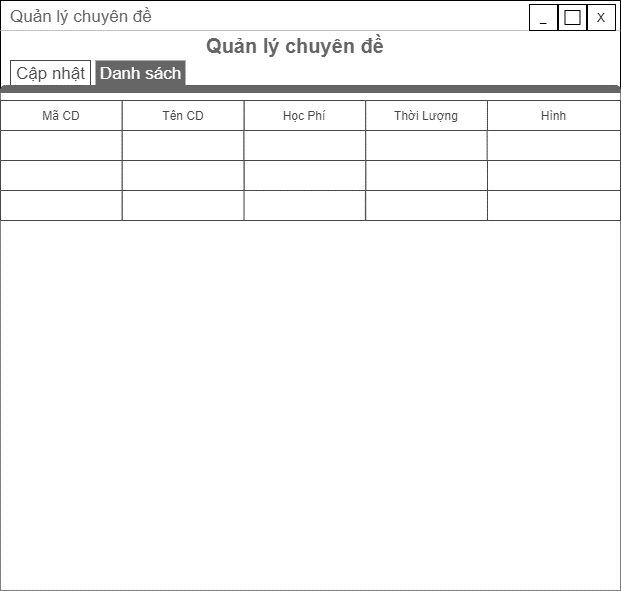 Quản lý chuyên đề
_ X
Quản lý chuyên đề
Cập nhật Danh sách
Mã CD Tên CD Học Phí Thời Lượng Hình